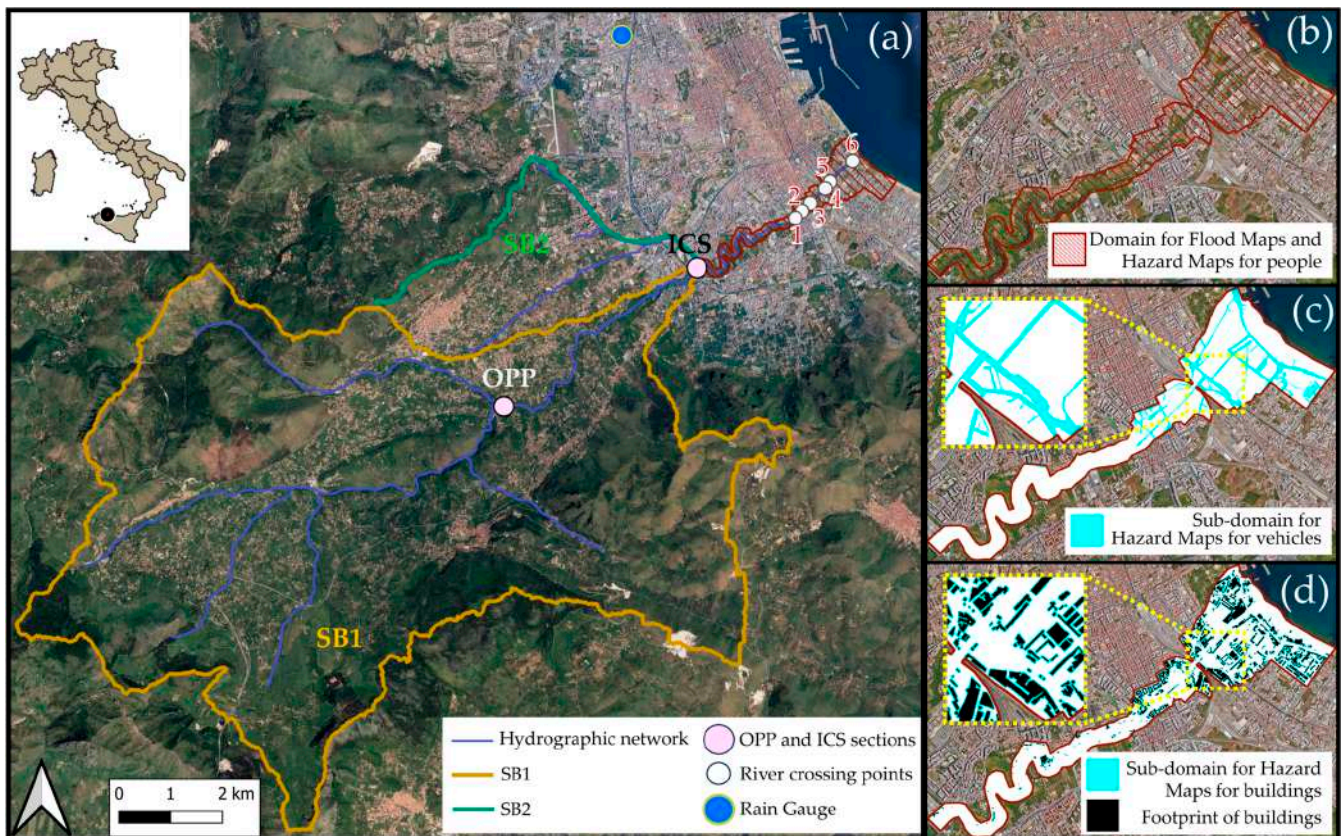 (a)
SB2
ICS
OPP
SB1
1
2
3
4
5
6
Hydrographic network
SB1
SB2
OPP and ICS sections
River crossing points
Rain Gauge
0 1 2 km
(b)
Domain for Flood Maps and
Hazard Maps for people
(c)
Sub-domain for
Hazard Maps for vehicles
(d)
Sub-domain for Hazard
Maps for buildings
Footprint of buildings